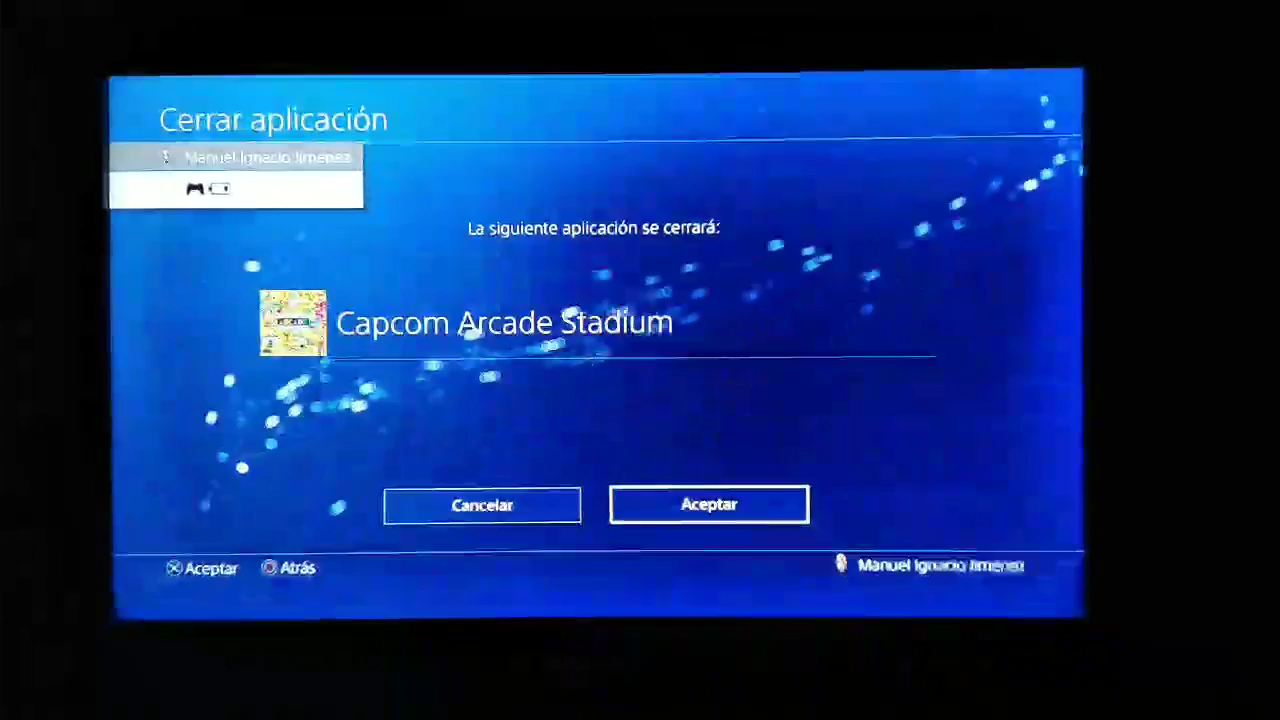 Cerrar aplicación
Manuel Ignacio Jimenez
La siguiente aplicación se cerrará:
ARCADE
Capcom Arcade Stadium
Cancelar
Aceptar
Aceptar
Atrás
Manuel Ignacio Jimenez